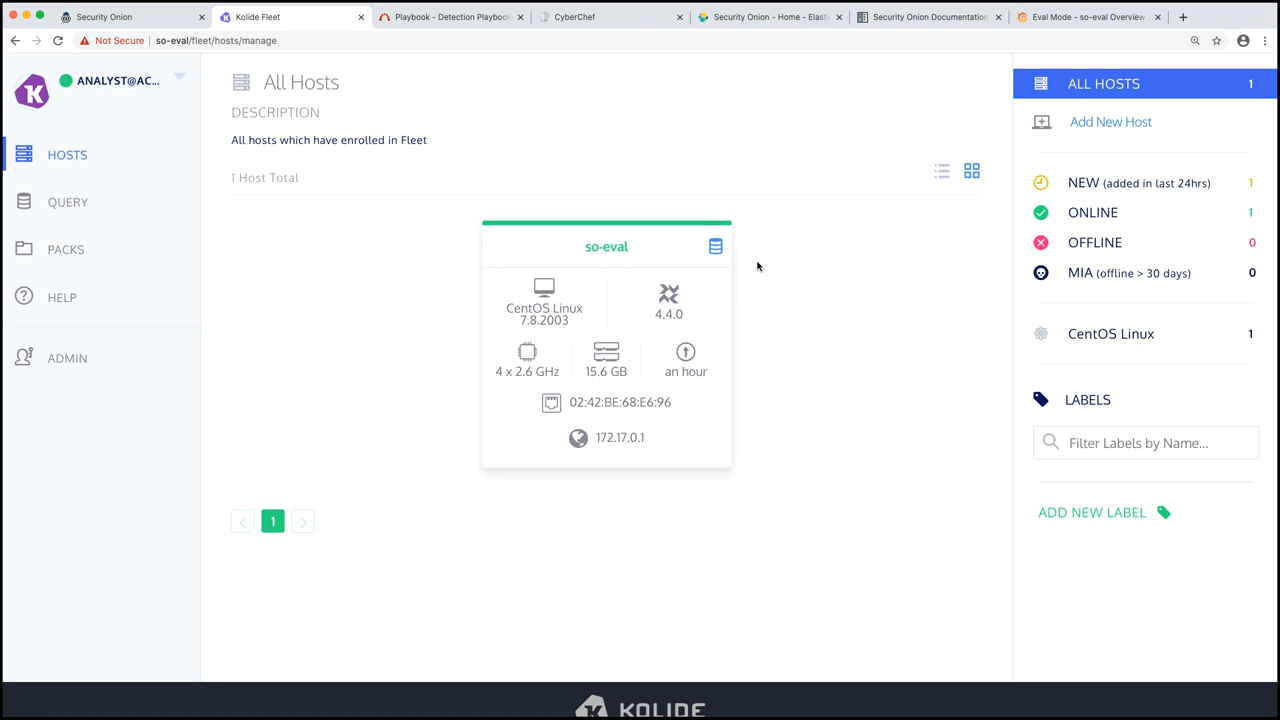 Security Onion
Kolide Fleet
Playbook - Detection Playbook
CyberChef
Security Onion - Home - Elasti
Security Onion Documentation
Eval Mode - so-eval Overview
Not Secure
so-eval/fleet/hosts/manage
ANALYST@AC...
HOSTS
QUERY
PACKS
HELP
ADMIN
All Hosts
DESCRIPTION
All hosts which have enrolled in Fleet
1 Host Total
so-eval
CentOS Linux
7.8.2003
4.4.0
4 x 2.6 GHz
15.6 GB
an hour
02:42:BE:68:E6:96
172.17.0.1
1
ALL HOSTS 1
Add New Host
NEW (added in last 24hrs) 1
ONLINE 1
OFFLINE 0
MIA (offline > 30 days) 0
CentOS Linux 1
LABELS
Filter Labels by Name...
ADD NEW LABEL
KOLIDE